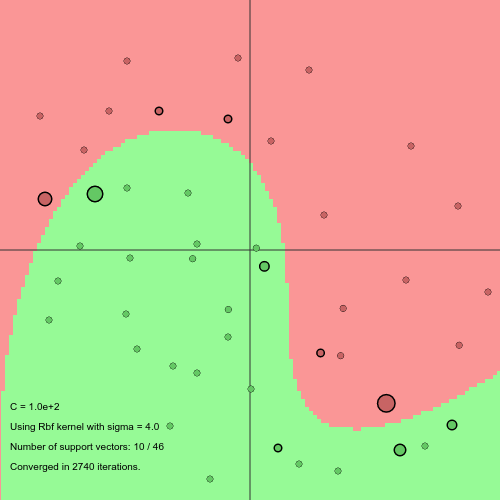 C = 1.0e+2
Using Rbf kernel with sigma = 4.0
Number of support vectors: 10 / 46
Converged in 2740 iterations.